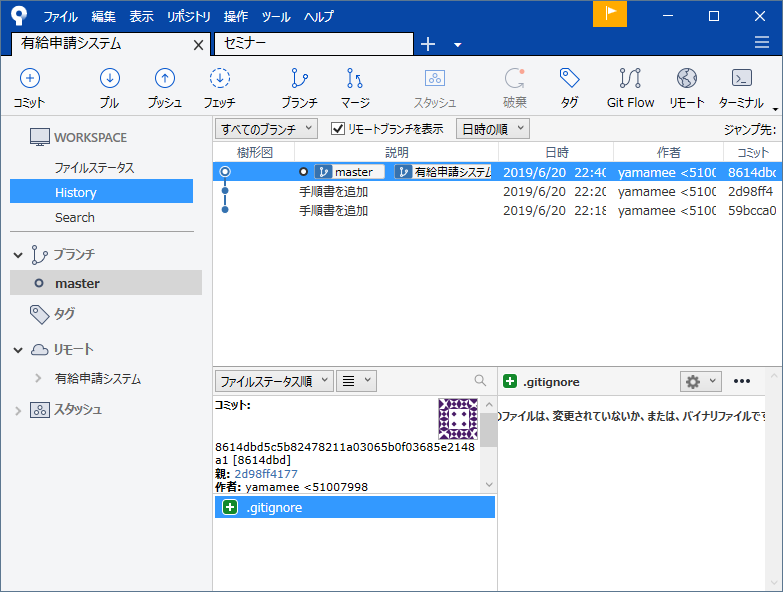 ファイル 編集 表示 リポジトリ 操作 ツール ヘルプ
有給申請システム セミナー
コミット プル プッシュ フェッチ ブランチ マージ スタッシュ 破棄 タグ Git Flow リモート ターミナル
WORKSPACE
ファイルステータス
History
Search
ブランチ
master
タグ
リモート
有給申請システム
スタッシュ
すべてのブランチ リモートブランチを表示 日時の順 ジャンプ先:
樹形図 説明 日時 作者 コミット
master 有給申請システム 2019/6/20 22:40 yamamee <5100 8614dbc
手順書を追加 2019/6/20 22:20 yamamee <5100 2d98ff4
手順書を追加 2019/6/20 22:18 yamamee <5100 59bcca0
ファイルステータス順
コミット:
8614dbd5c5b82478211a03065b0f03685e2148
a1 [8614dbd]
親: 2d98ff4177
作者: yamamee <51007998
.gitignore
.gitignore
のファイルは、変更されていないか、または、バイナリファイルです